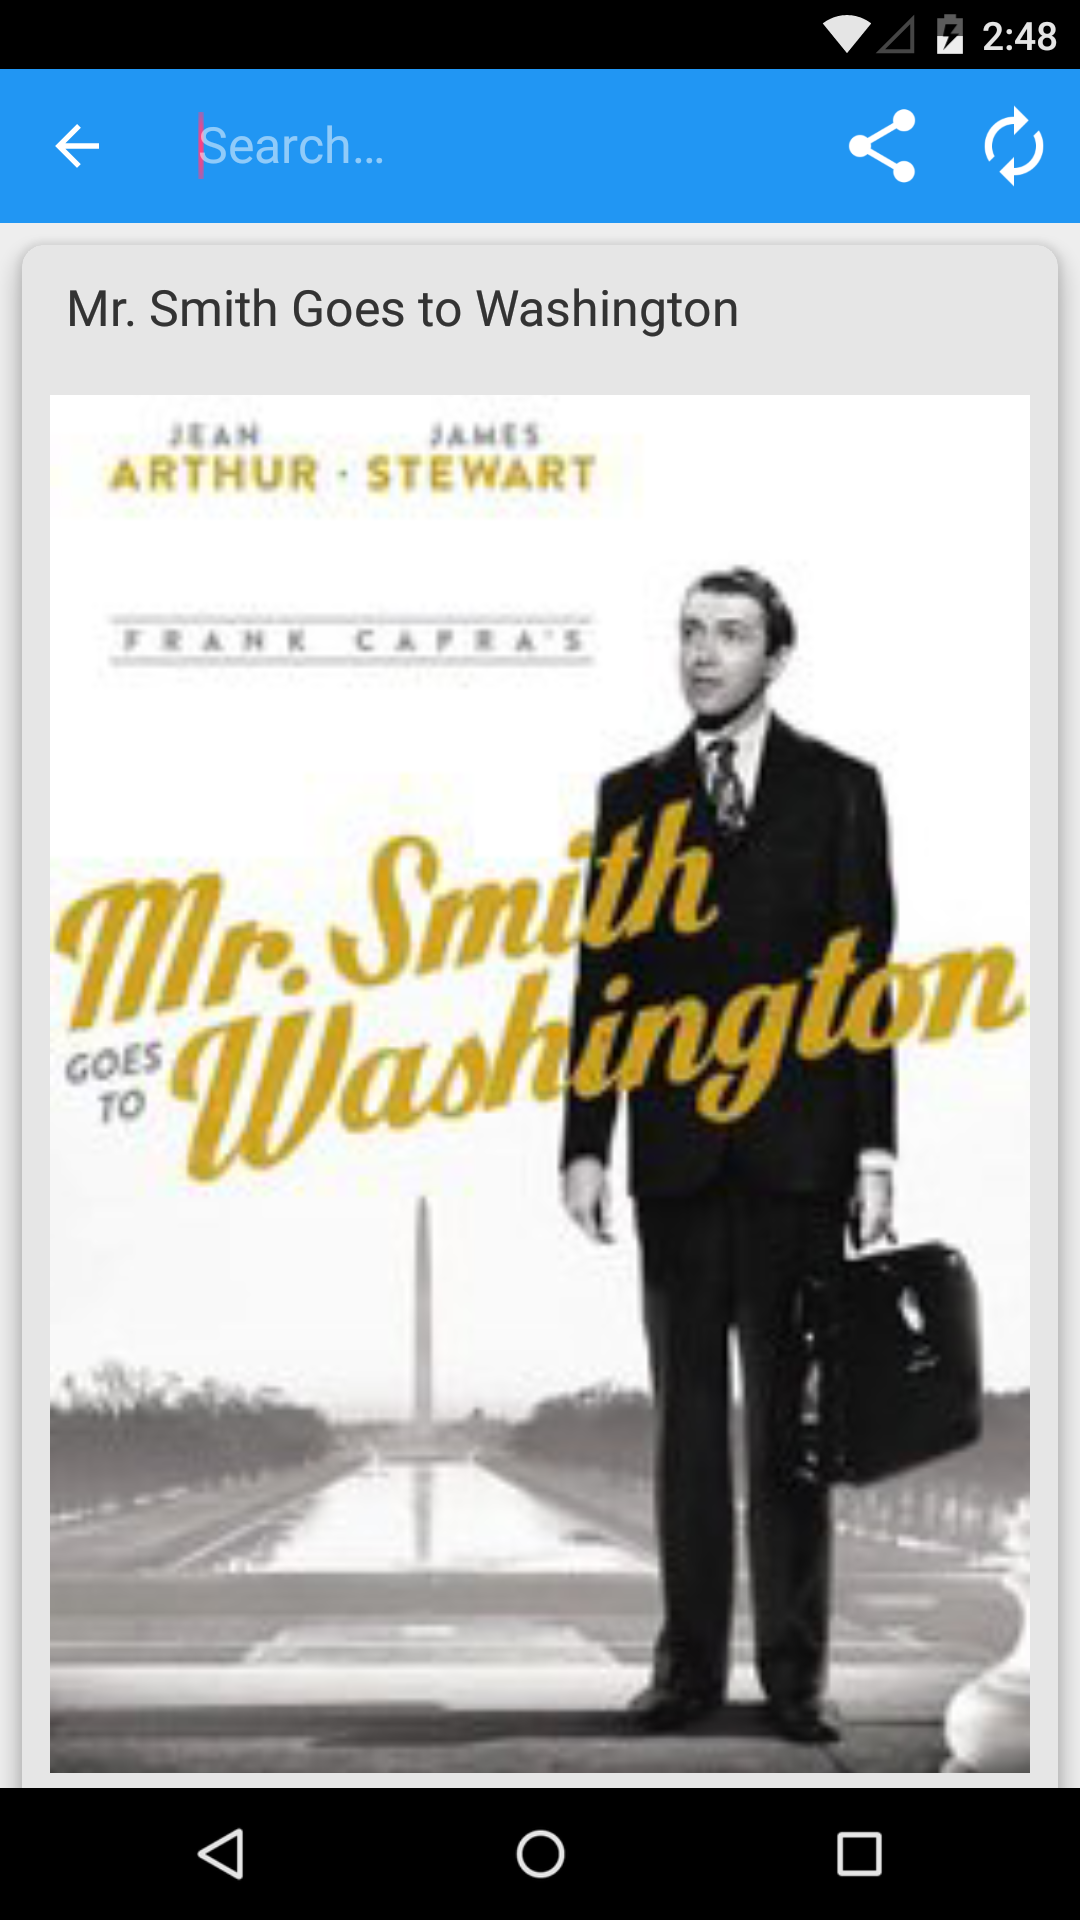 2:48
Search...
Mr. Smith Goes to Washington
JEAN JAMES
ARTHUR · STEWART
FRANK CAPRA'S
Mr. Smith
GOES TO
Washington